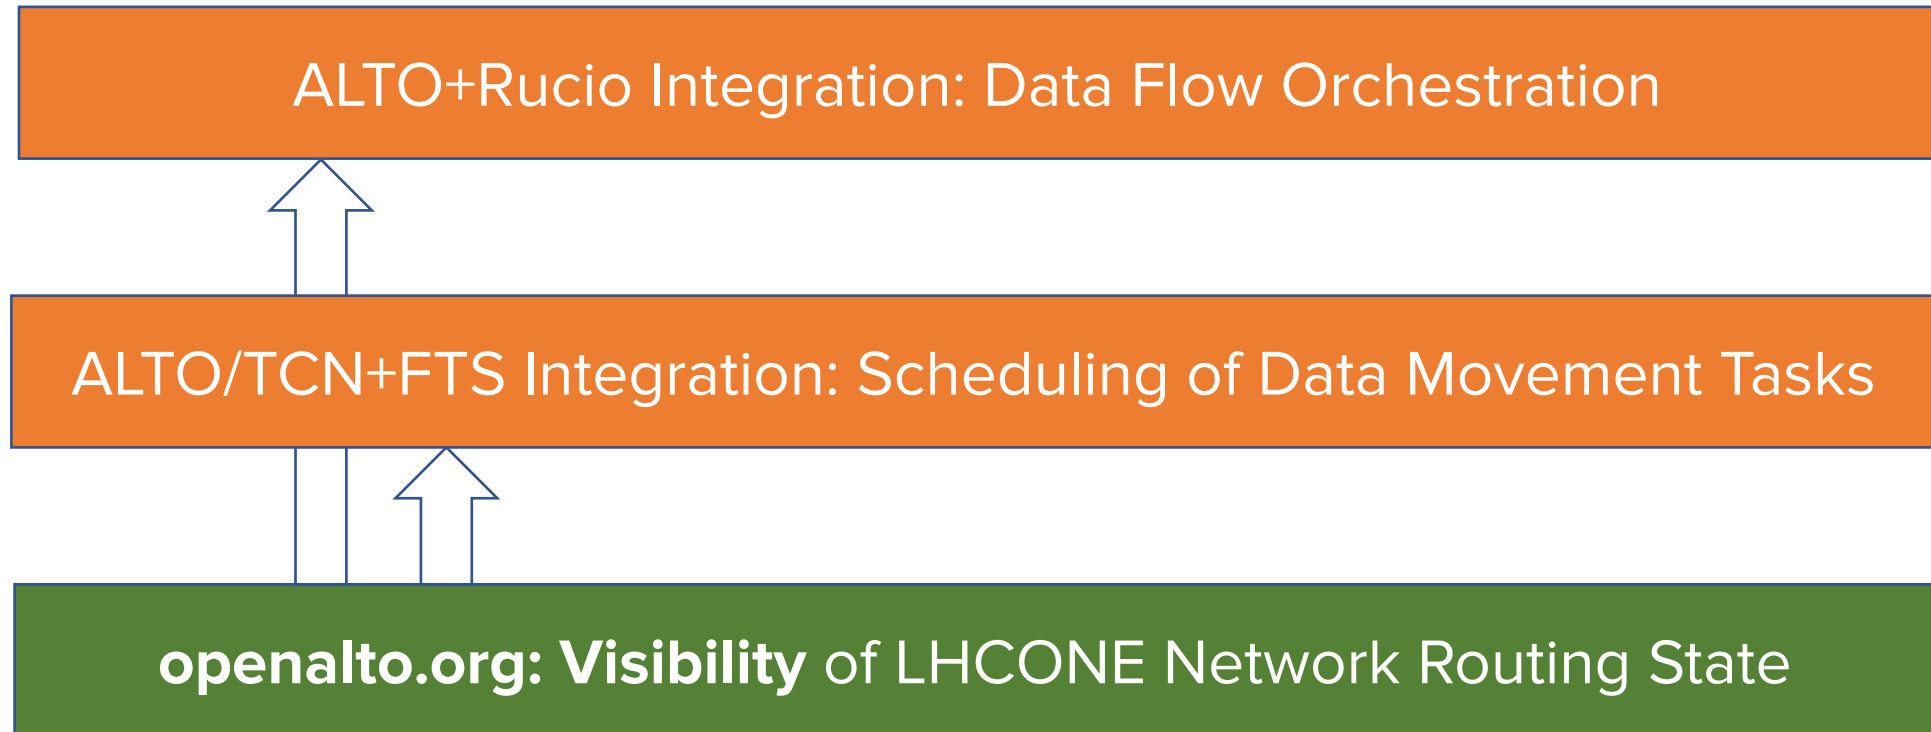 ALTO+Rucio Integration: Data Flow Orchestration
ALTO/TCN+FTS Integration: Scheduling of Data Movement Tasks
openalto.org: Visibility of LHCONE Network Routing State